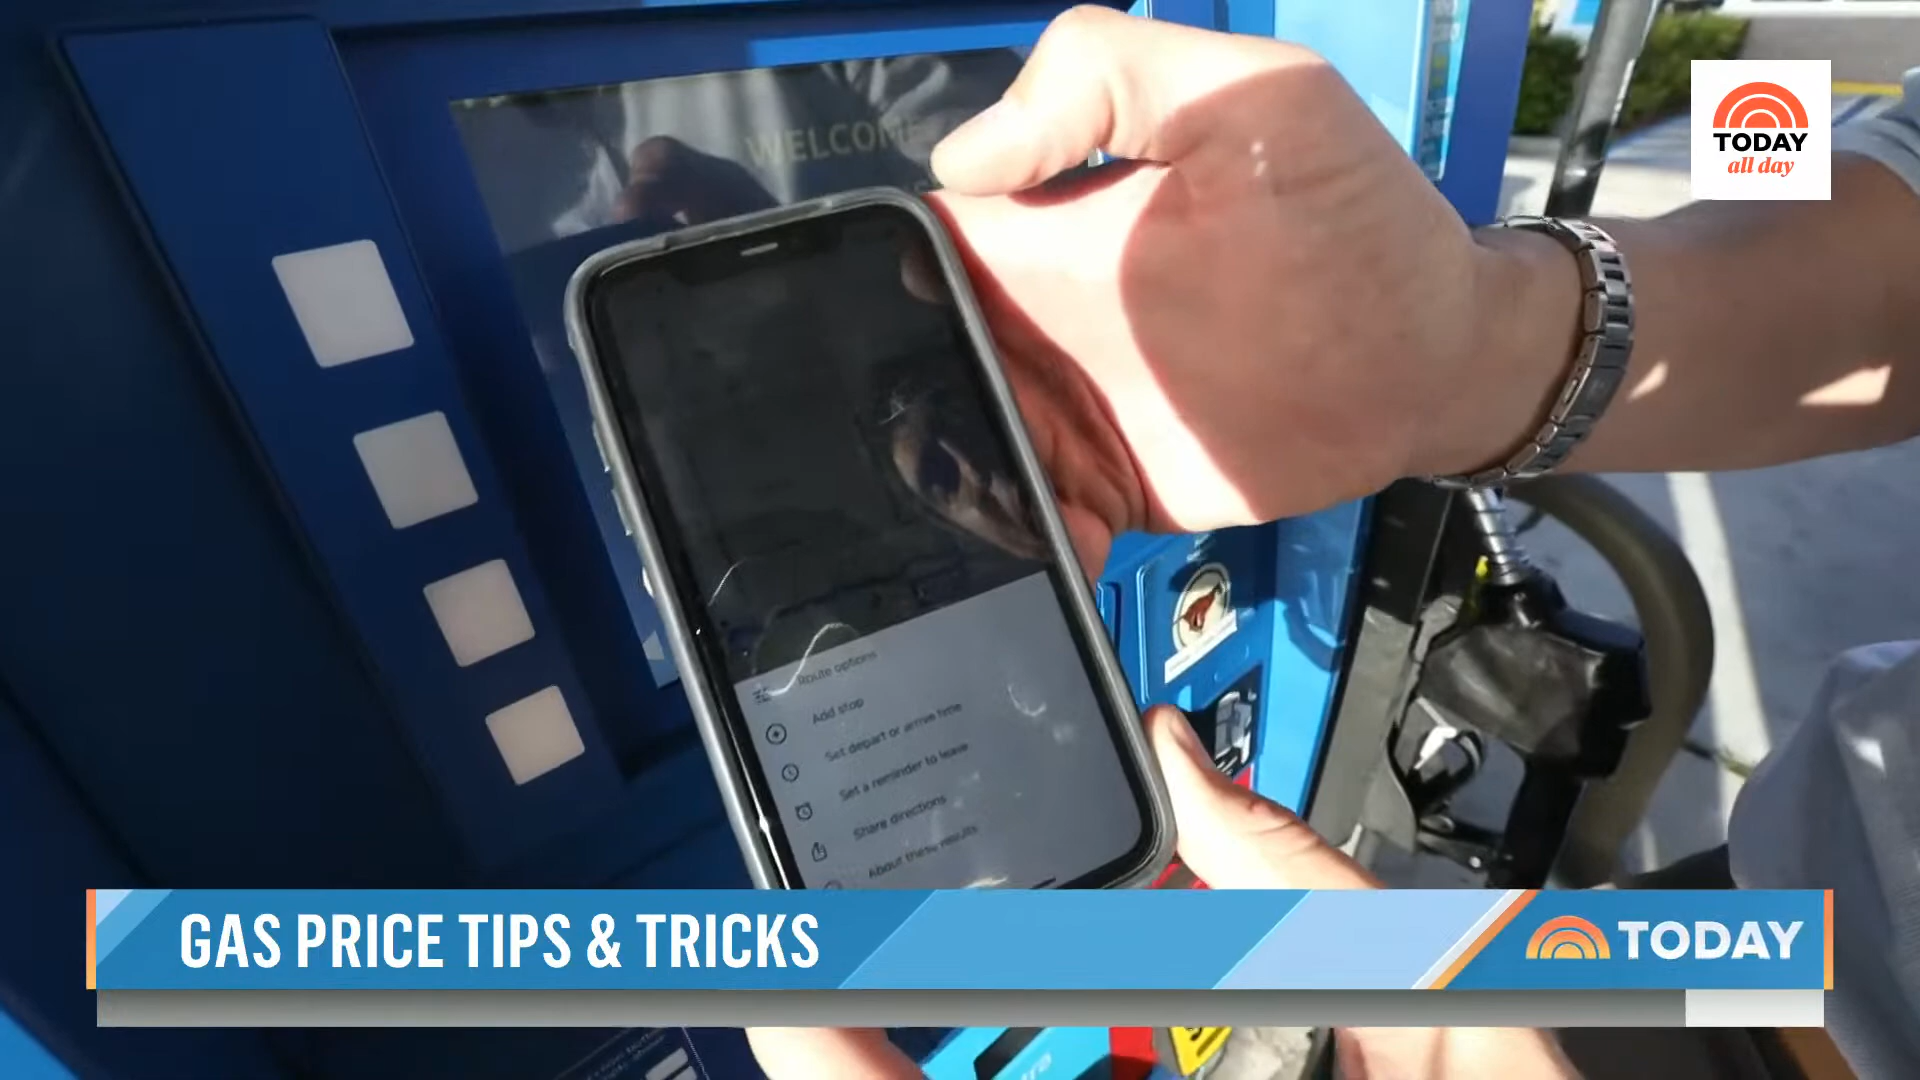 WELCOME
TODAY
all day
Route options
Add stop
Set depart or arrive time
Set a reminder to leave
Share directions
About these results
GAS PRICE TIPS & TRICKS
TODAY